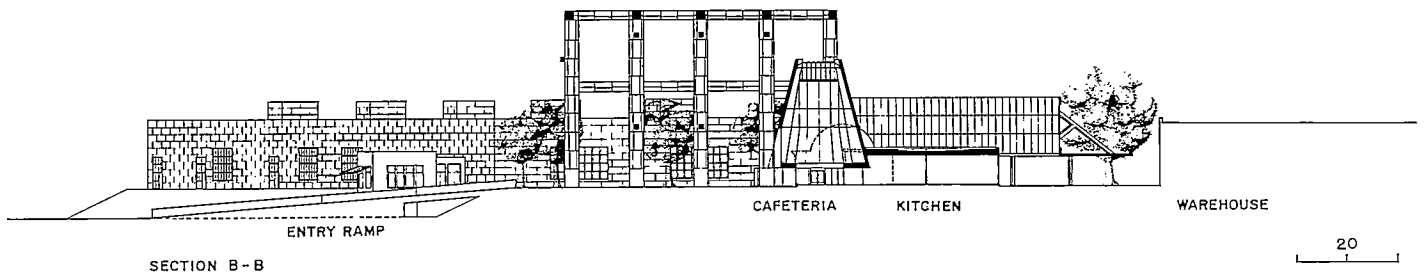 CAFETERIA
KITCHEN
WAREHOUSE
ENTRY RAMP
20
SECTION B-B